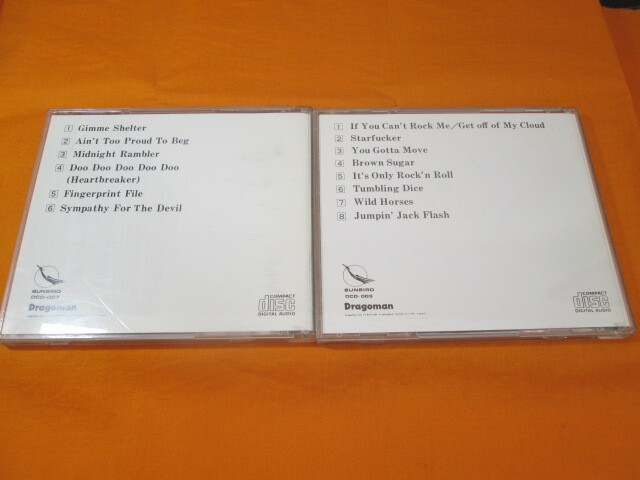 1 Gimme Shelter
2 Ain't Too Proud To Beg
3 Midnight Rambler
4 Doo Doo Doo Doo Doo
(Heartbreaker)
5 Fingerprint File
6 Sympathy For The Devil
SUNBIRD
Dragoman
COMPACT
disc
DIGITAL AUDIO
1 If You Can't Rock Me/Get off of My Cloud
2 Starfucker
3 You Gotta Move
4 Brown Sugar
5 It's Only Rock'n Roll
6 Tumbling Dice
7 Wild Horses
8 Jumpin' Jack Flash
SUNBIRD
Dragoman
COMPACT
disc
DIGITAL AUDIO